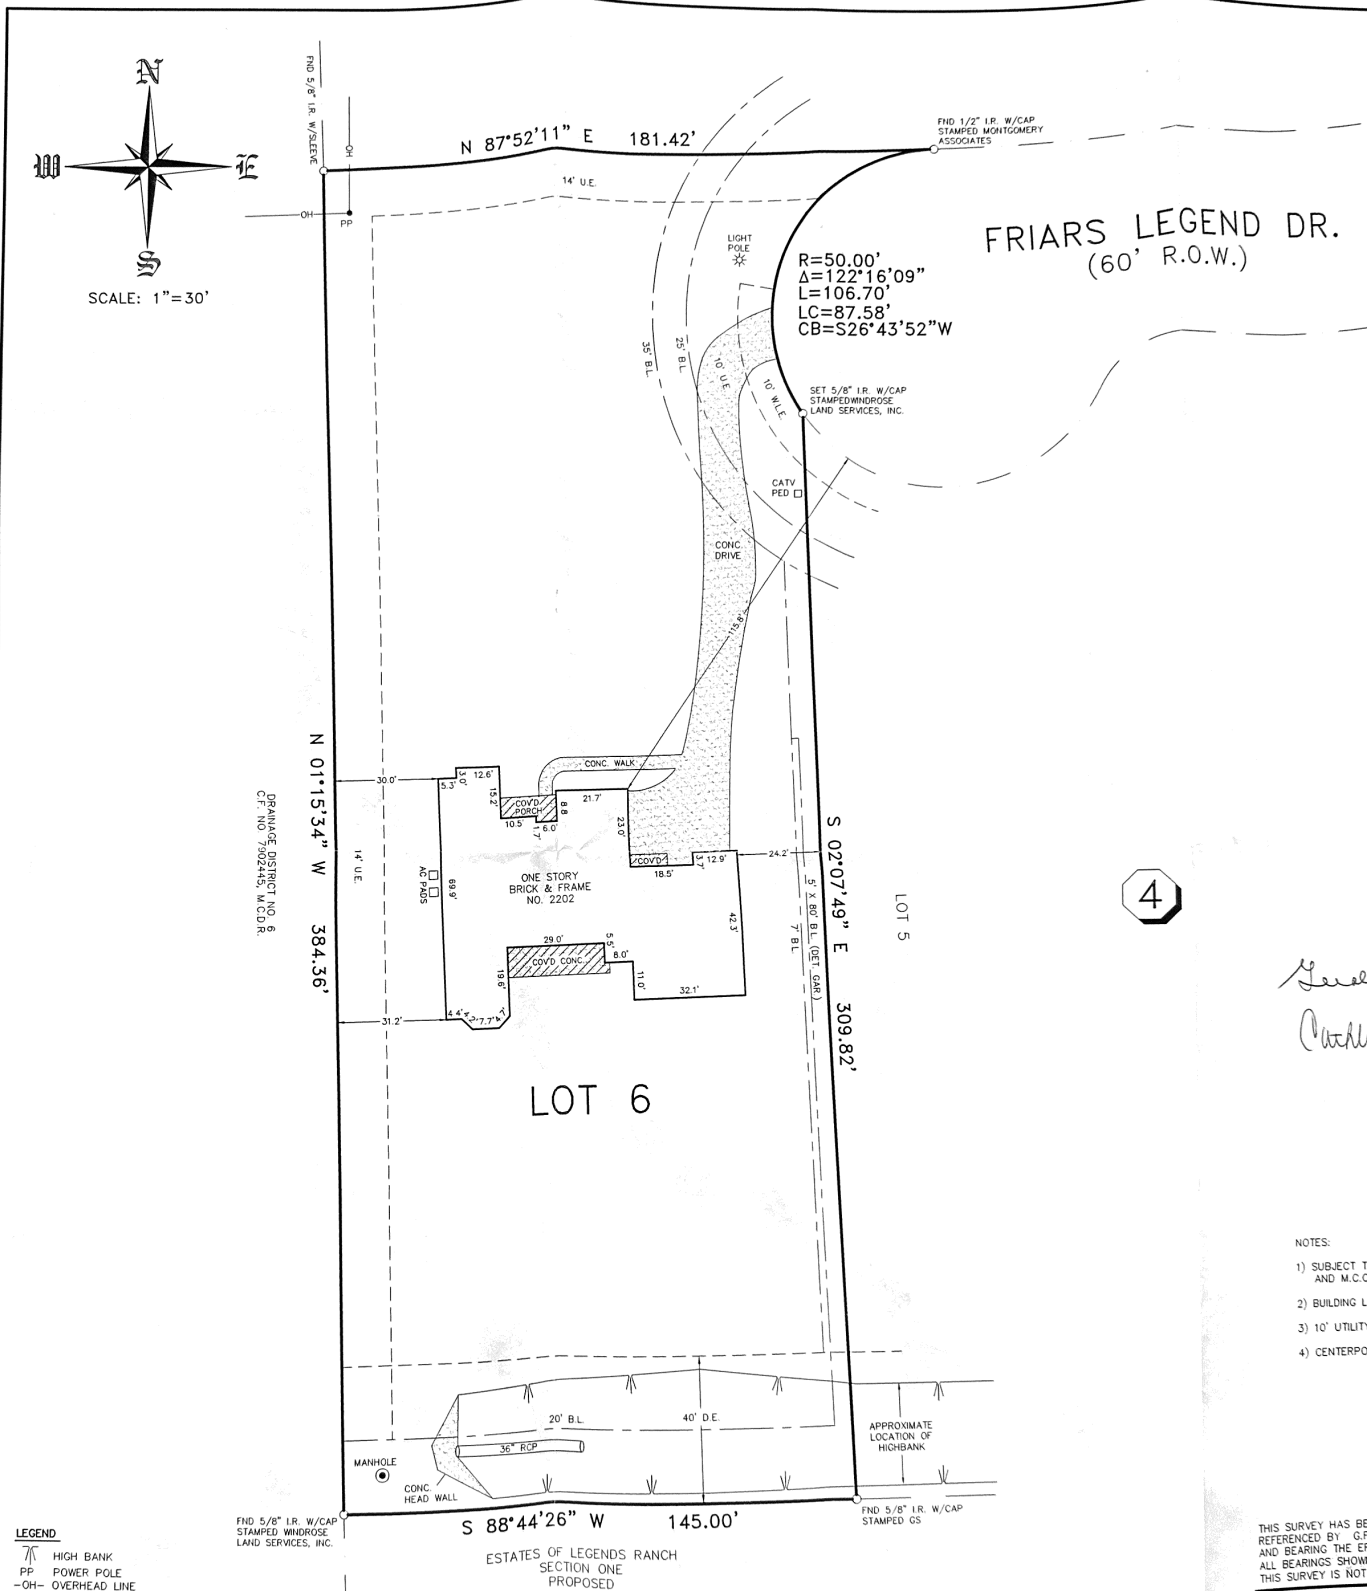 N
W
E
S
SCALE: 1"=30'
FND 5/8" I.R. W/SLEEVE
OH
OH
PP
N 87°52'11" E 181.42'
14' U.E.
FND 1/2" I.R. W/CAP
STAMPED MONTGOMERY
ASSOCIATES
FRIARS LEGEND DR.
(60' R.O.W.)
LIGHT
POLE
R=50.00'
Δ=122°16'09"
L=106.70'
LC=87.58'
CB=S26°43'52"W
35' B.L.
25' B.L.
10' U.E.
10' W.L.E.
SET 5/8" I.R. W/CAP
STAMPEDWINDROSE
LAND SERVICES, INC.
CATV
PED
CONC.
DRIVE
115.8'
N 01°15'34" W 384.36'
DRAINAGE DISTRICT NO. 6
C.F. NO. 7902445, M.C.D.R.
14' U.E.
30.0'
5.3'
3.0'
12.6'
15.2'
CONC. WALK
COV'D
PORCH
10.5'
1.7'
6.0'
8.8
21.7'
23.0'
COV'D
18.5'
3.7'
12.9'
24.2'
AC PADS
69.9'
ONE STORY
BRICK & FRAME
NO. 2202
42.3'
29.0'
COV'D CONC.
5.5'
8.0'
11.0'
32.1'
19.6'
31.2'
4.4'
4.2'
7.7'
4.7'
S 02°07'49" E 309.82'
5' X 80' B.L. (DET. GAR.)
7' B.L.
LOT 5
4
LOT 6
NOTES:
1) SUBJECT T
AND M.C.
2) BUILDING L
3) 10' UTILITY
4) CENTERPO
20' B.L.
40' D.E.
36" RCP
APPROXIMATE
LOCATION OF
HIGHBANK
MANHOLE
CONC.
HEAD WALL
FND 5/8" I.R. W/CAP
STAMPED WINDROSE
LAND SERVICES, INC.
S 88°44'26" W 145.00'
FND 5/8" I.R. W/CAP
STAMPED GS
ESTATES OF LEGENDS RANCH
SECTION ONE
PROPOSED
LEGEND
HIGH BANK
PP POWER POLE
-OH- OVERHEAD LINE
THIS SURVEY HAS BE
REFERENCED BY G.F
AND BEARING THE EF
ALL BEARINGS SHOW
THIS SURVEY IS NOT